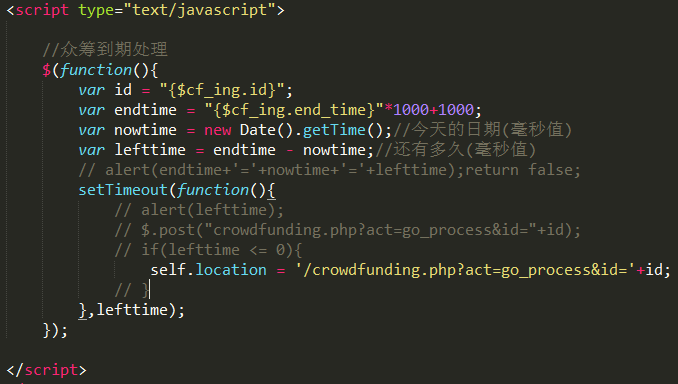 <script type="text/javascript">
//众筹到期处理
$(function(){
var id = "{$cf_ing.id}";
var endtime = "{$cf_ing.end_time}"*1000+1000;
var nowtime = new Date().getTime();//今天的日期(毫秒值)
var lefttime = endtime - nowtime;//还有多久(毫秒值)
// alert(endtime+'='+nowtime+'='+lefttime);return false;
setTimeout(function(){
// alert(lefttime);
// $.post("crowdfunding.php?act=go_process&id="+id);
// if(lefttime <= 0){
self.location = '/crowdfunding.php?act=go_process&id='+id;
// }
},lefttime);
});
</script>